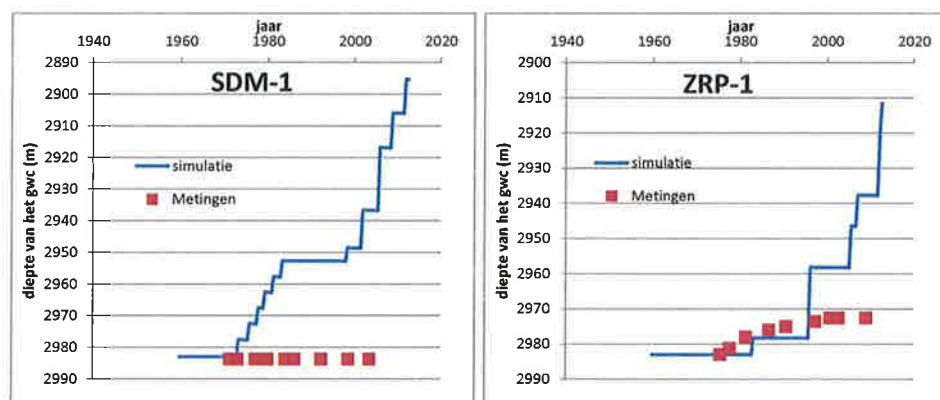 jaar
1940 1960 1980 2000 2020
2890
SDM-1
2900
2910
2920
simulatie
2930
Metingen
2940
2950
2960
2970
2980
2990
diepte van het gwc (m)
jaar
1940 1960 1980 2000 2020
2900
ZRP-1
2910
2920
simulatie
2930
Metingen
2940
2950
2960
2970
2980
2990
diepte van het gwc (m)